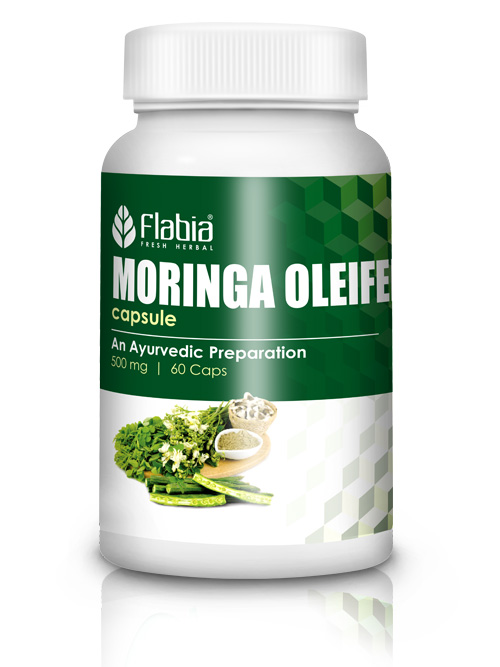 Flabia®
FRESH HERBAL
MORINGA OLEIFE
capsule
An Ayurvedic Preparation
500 mg | 60 Caps